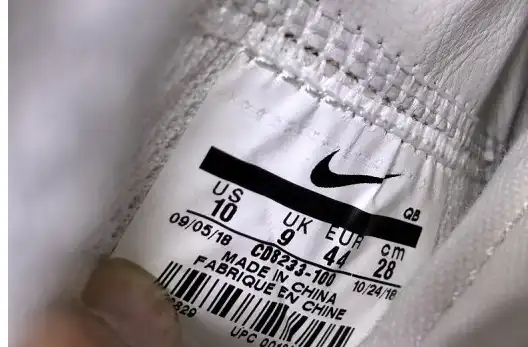 QB
US UK EUR cm
10 9 44 28
09/05/18 CD8233-100 10/24/18
MADE IN CHINA
FABRIQUE EN CHINE
UPC